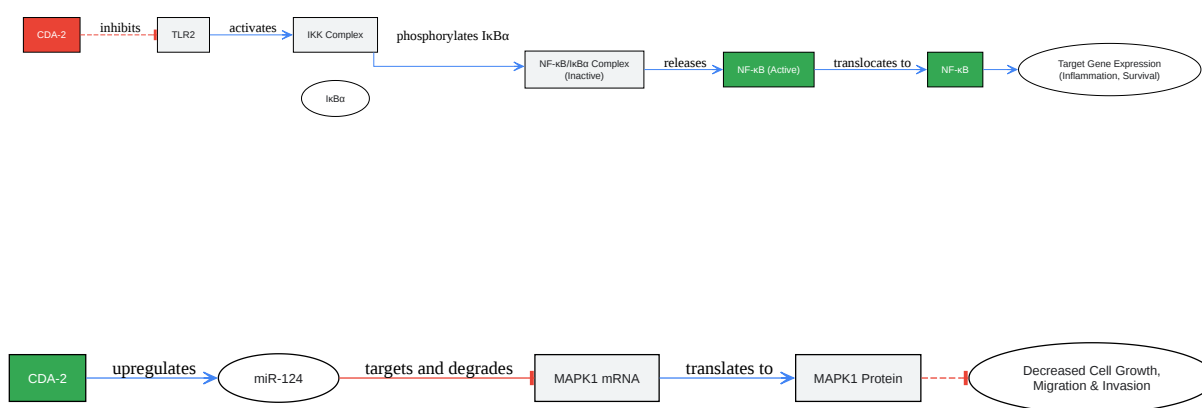 CDA-2
inhibits
TLR2
activates
IKK Complex
phosphorylates IκBα
NF-κB/IκBα Complex
(Inactive)
releases
NF-κB (Active)
translocates to
NF-κB
Target Gene Expression
(Inflammation, Survival)
IκBα
CDA-2
upregulates
miR-124
targets and degrades
MAPK1 mRNA
translates to
MAPK1 Protein
Decreased Cell Growth,
Migration & Invasion